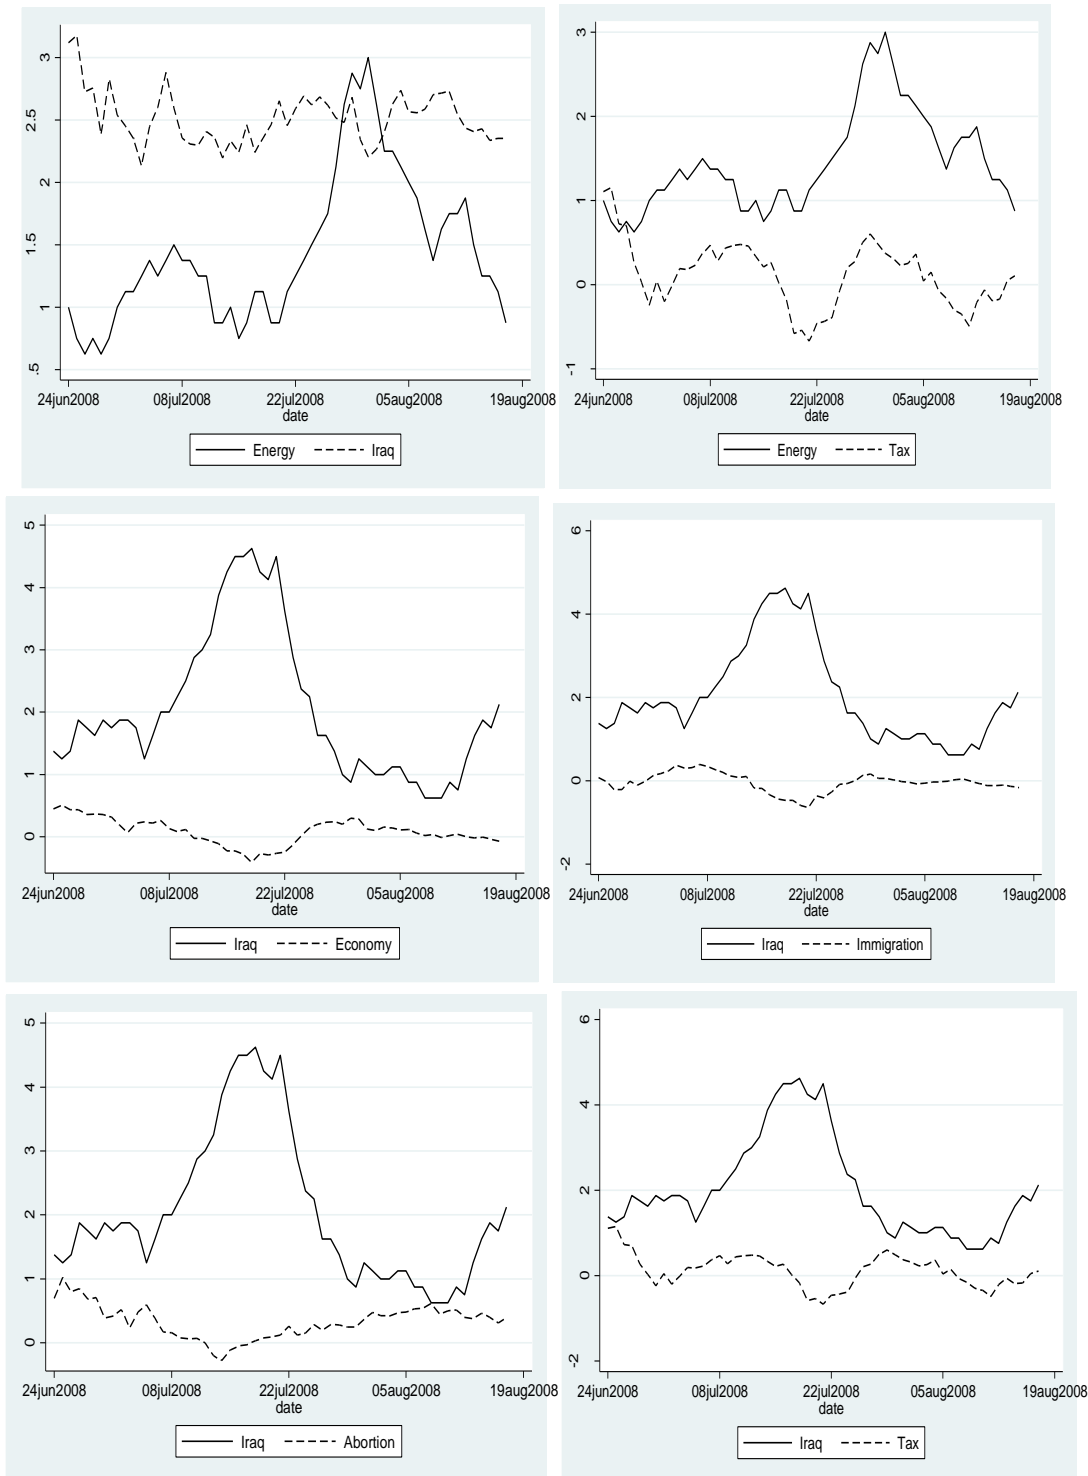 3
2.5
2
1.5
1
.5
24jun2008 08jul2008 22jul2008 05aug2008 19aug2008
date
Energy Iraq
3
2
1
0
-1
24jun2008 08jul2008 22jul2008 05aug2008 19aug2008
date
Energy Tax
5
4
3
2
1
0
24jun2008 08jul2008 22jul2008 05aug2008 19aug2008
date
Iraq Economy
6
4
2
0
-2
24jun2008 08jul2008 22jul2008 05aug2008 19aug2008
date
Iraq Immigration
5
4
3
2
1
0
24jun2008 08jul2008 22jul2008 05aug2008 19aug2008
date
Iraq Abortion
6
4
2
0
-2
24jun2008 08jul2008 22jul2008 05aug2008 19aug2008
date
Iraq Tax